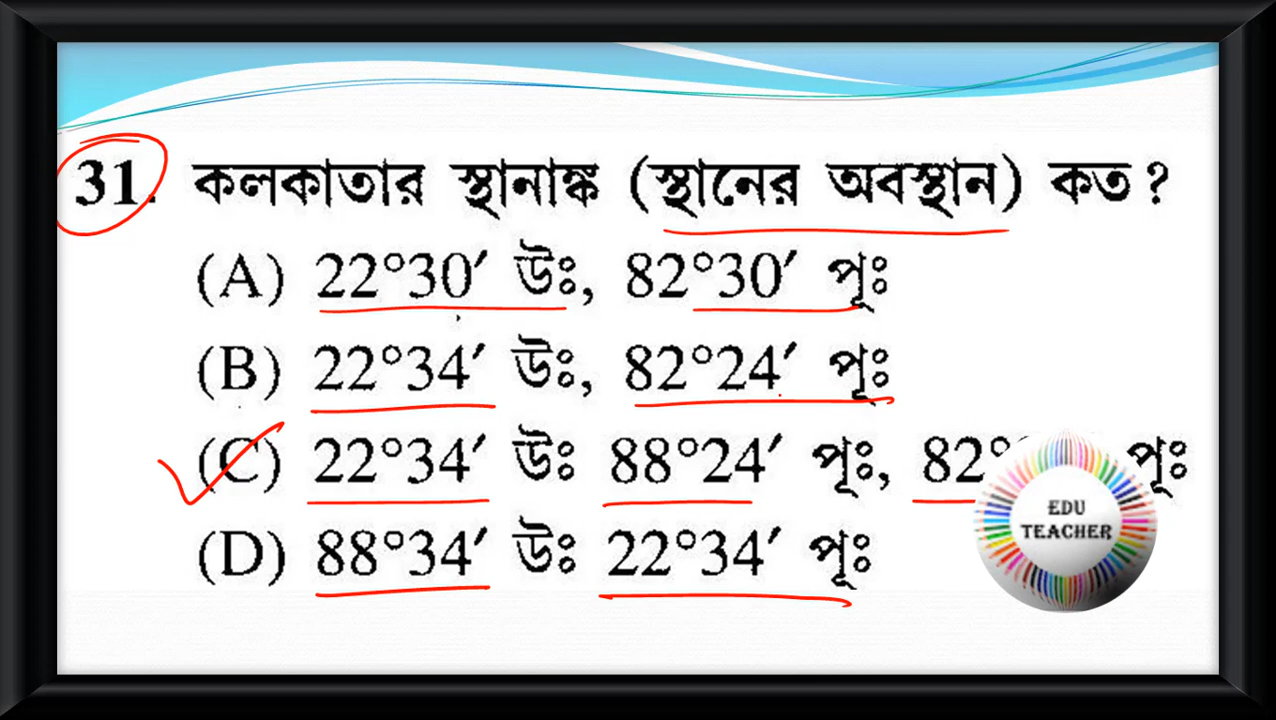 31. কলকাতার স্থানাঙ্ক (স্থানের অবস্থান) কত?
(A) 22°30′ উঃ, 82°30′ পূঃ
(B) 22°34′ উঃ, 82°24′ পূঃ
(C) 22°34′ উঃ 88°24′ পূঃ, 82° পূঃ
(D) 88°34′ উঃ 22°34′ পূঃ
EDU
TEACHER